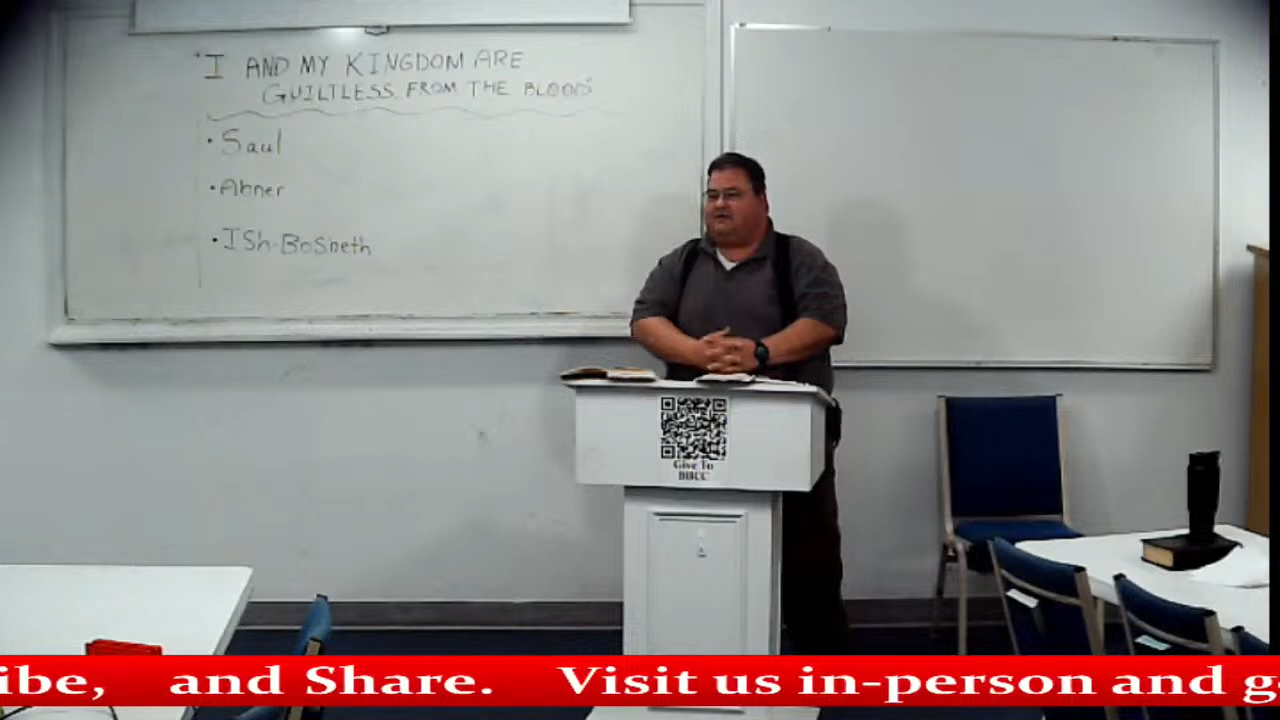 "I AND MY KINGDOM ARE
GUILTLESS FROM THE BLOOD"
• Saul
• Abner
• ISh-BoSheth
Give To
BBCC
ibe, and Share. Visit us in-person and g